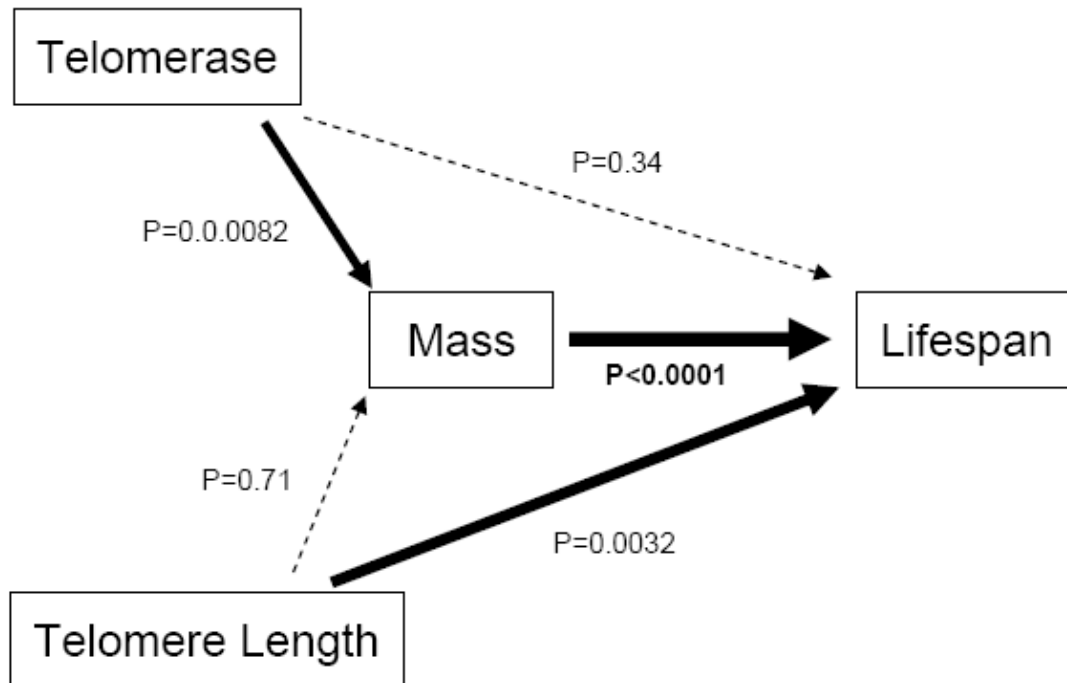 Telomerase
P=0.34
P=0.0.0082
Mass
Lifespan
P<0.0001
P=0.71
P=0.0032
Telomere Length